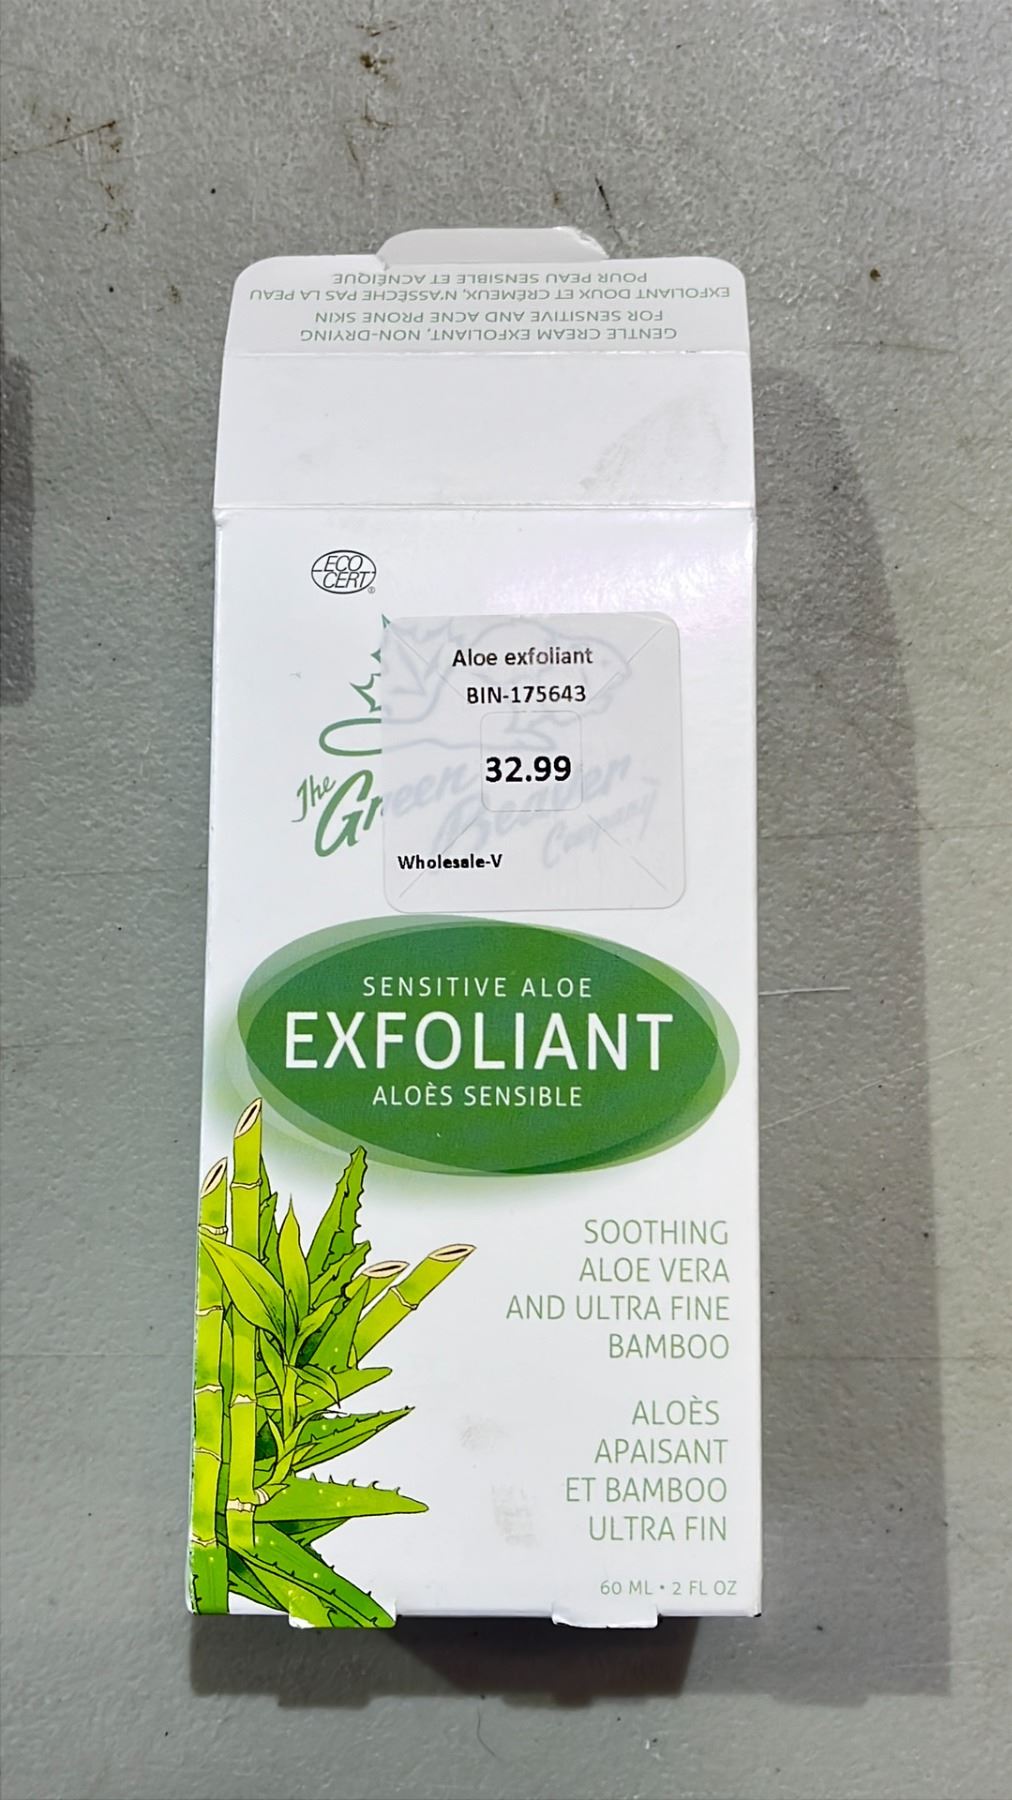 GENTLE CREAM EXFOLIANT, NON-DRYING
FOR SENSITIVE AND ACNE PRONE SKIN
EXFOLIANT DOUX ET CRÉMEUX, N'ASSÈCHE PAS LA PEAU
POUR PEAU SENSIBLE ET ACNÉIQUE
ECO
CERT®
Aloe exfoliant
BIN-175643
32.99
Wholesale-V
The Green
Beaver
Company
SENSITIVE ALOE
EXFOLIANT
ALOÈS SENSIBLE
SOOTHING
ALOE VERA
AND ULTRA FINE
BAMBOO
ALOÈS
APAISANT
ET BAMBOO
ULTRA FIN
60 ML • 2 FL OZ